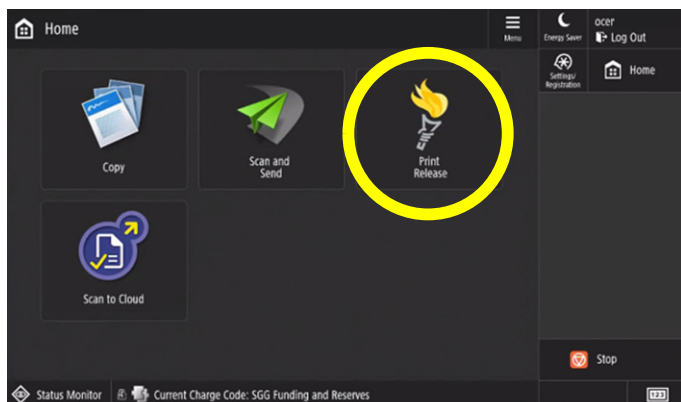 Home
Menu
Energy Saver
ocer
Log Out
Settings/
Registration
Home
Copy
Scan and
Send
Print
Release
Scan to Cloud
Stop
Status Monitor
Current Charge Code: SGG Funding and Reserves
123